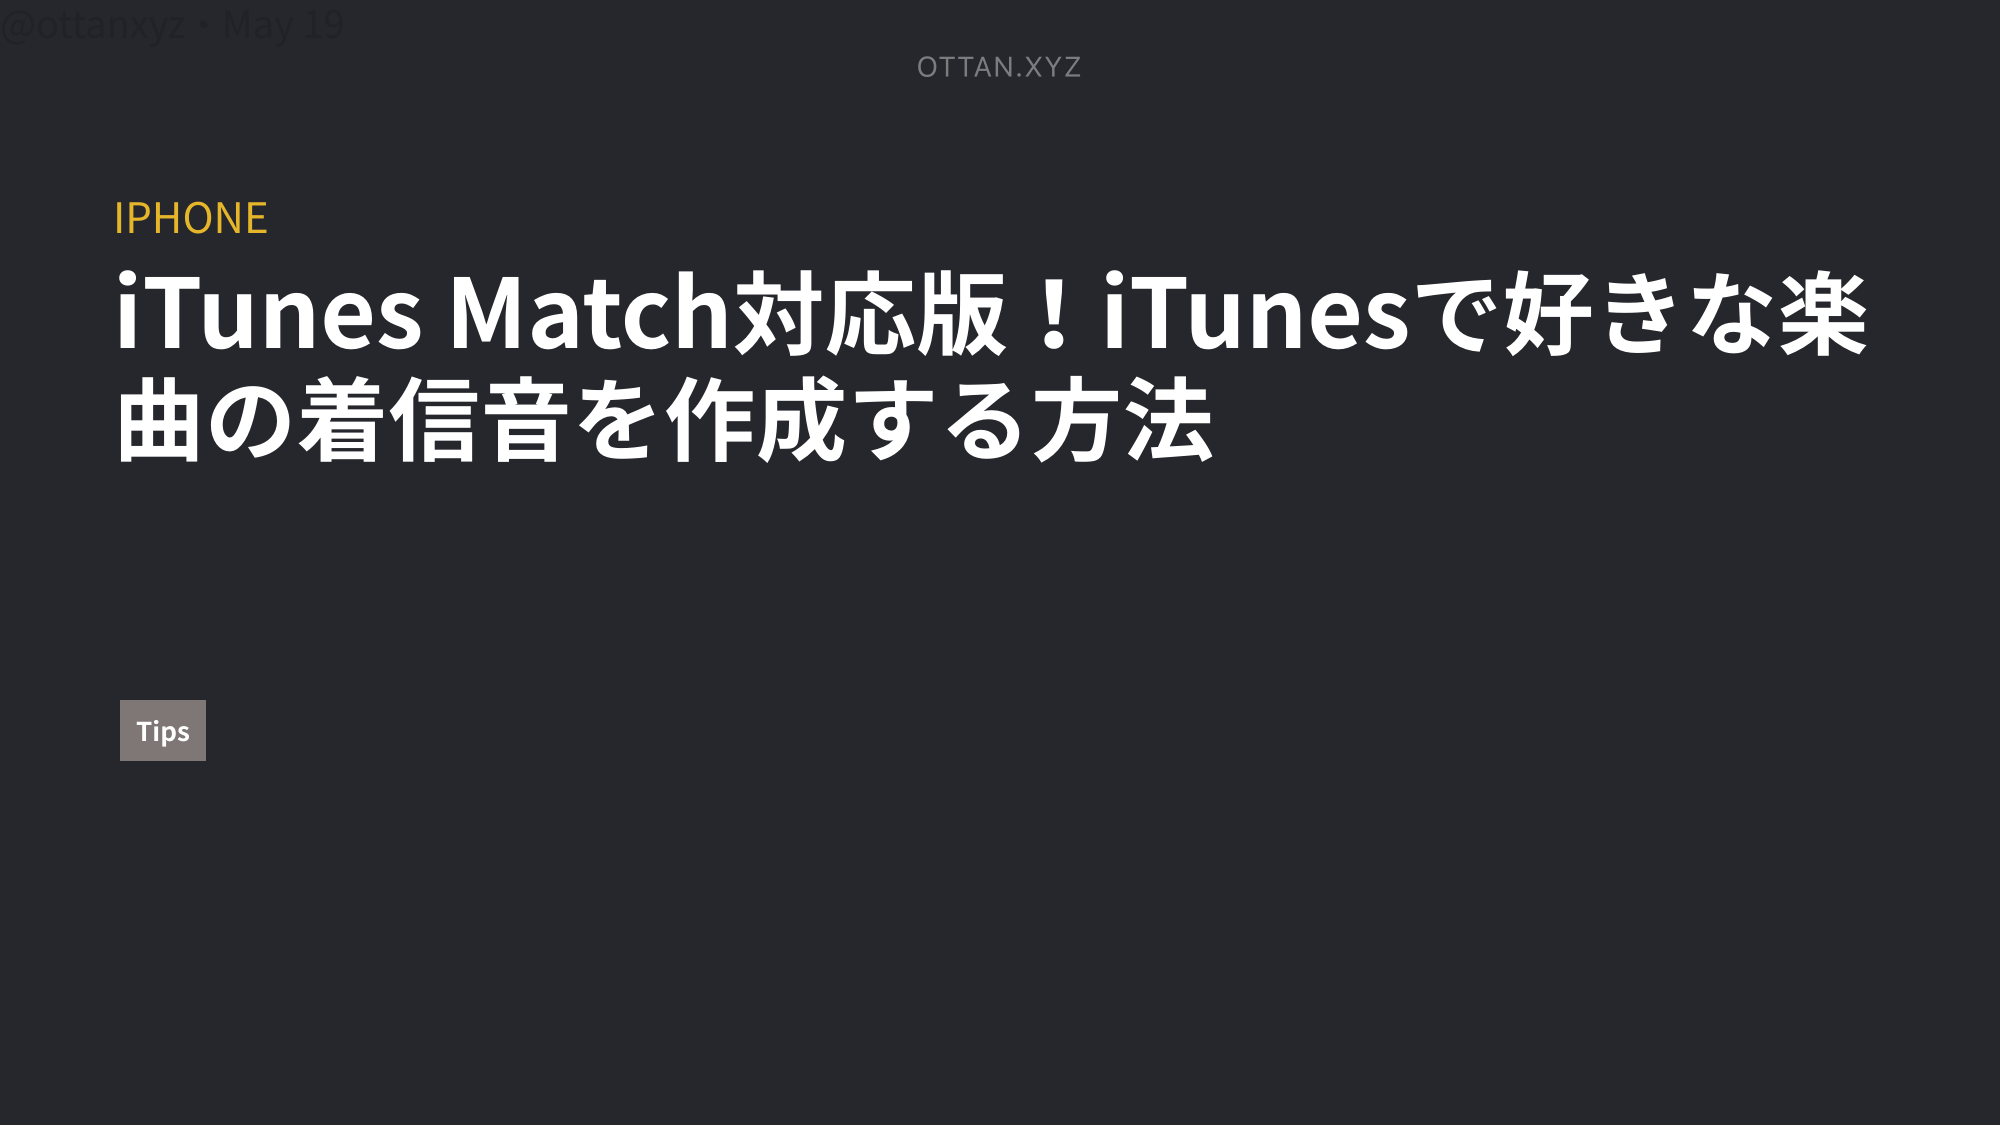 @ottanxyz・May 19
OTTAN.XYZ
IPHONE
iTunes Match対応版！iTunesで好きな楽
曲の着信音を作成する方法
Tips